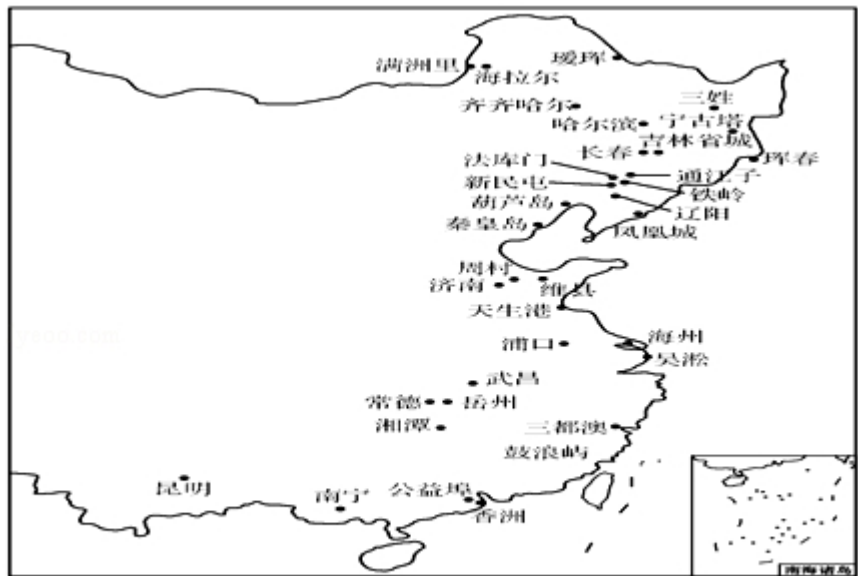 瑷珲
满洲里
海拉尔
三姓
齐齐哈尔
哈尔滨
宁古塔
吉林省城
长春
珲春
法库门
通江子
新民屯
铁岭
葫芦岛
辽阳
秦皇岛
凤凰城
周村
济南
维县
天生港
浦口
海州
吴淞
武昌
常德
岳州
湘潭
三都澳
鼓浪屿
昆明
南宁
公益埠
香洲
南海诸岛